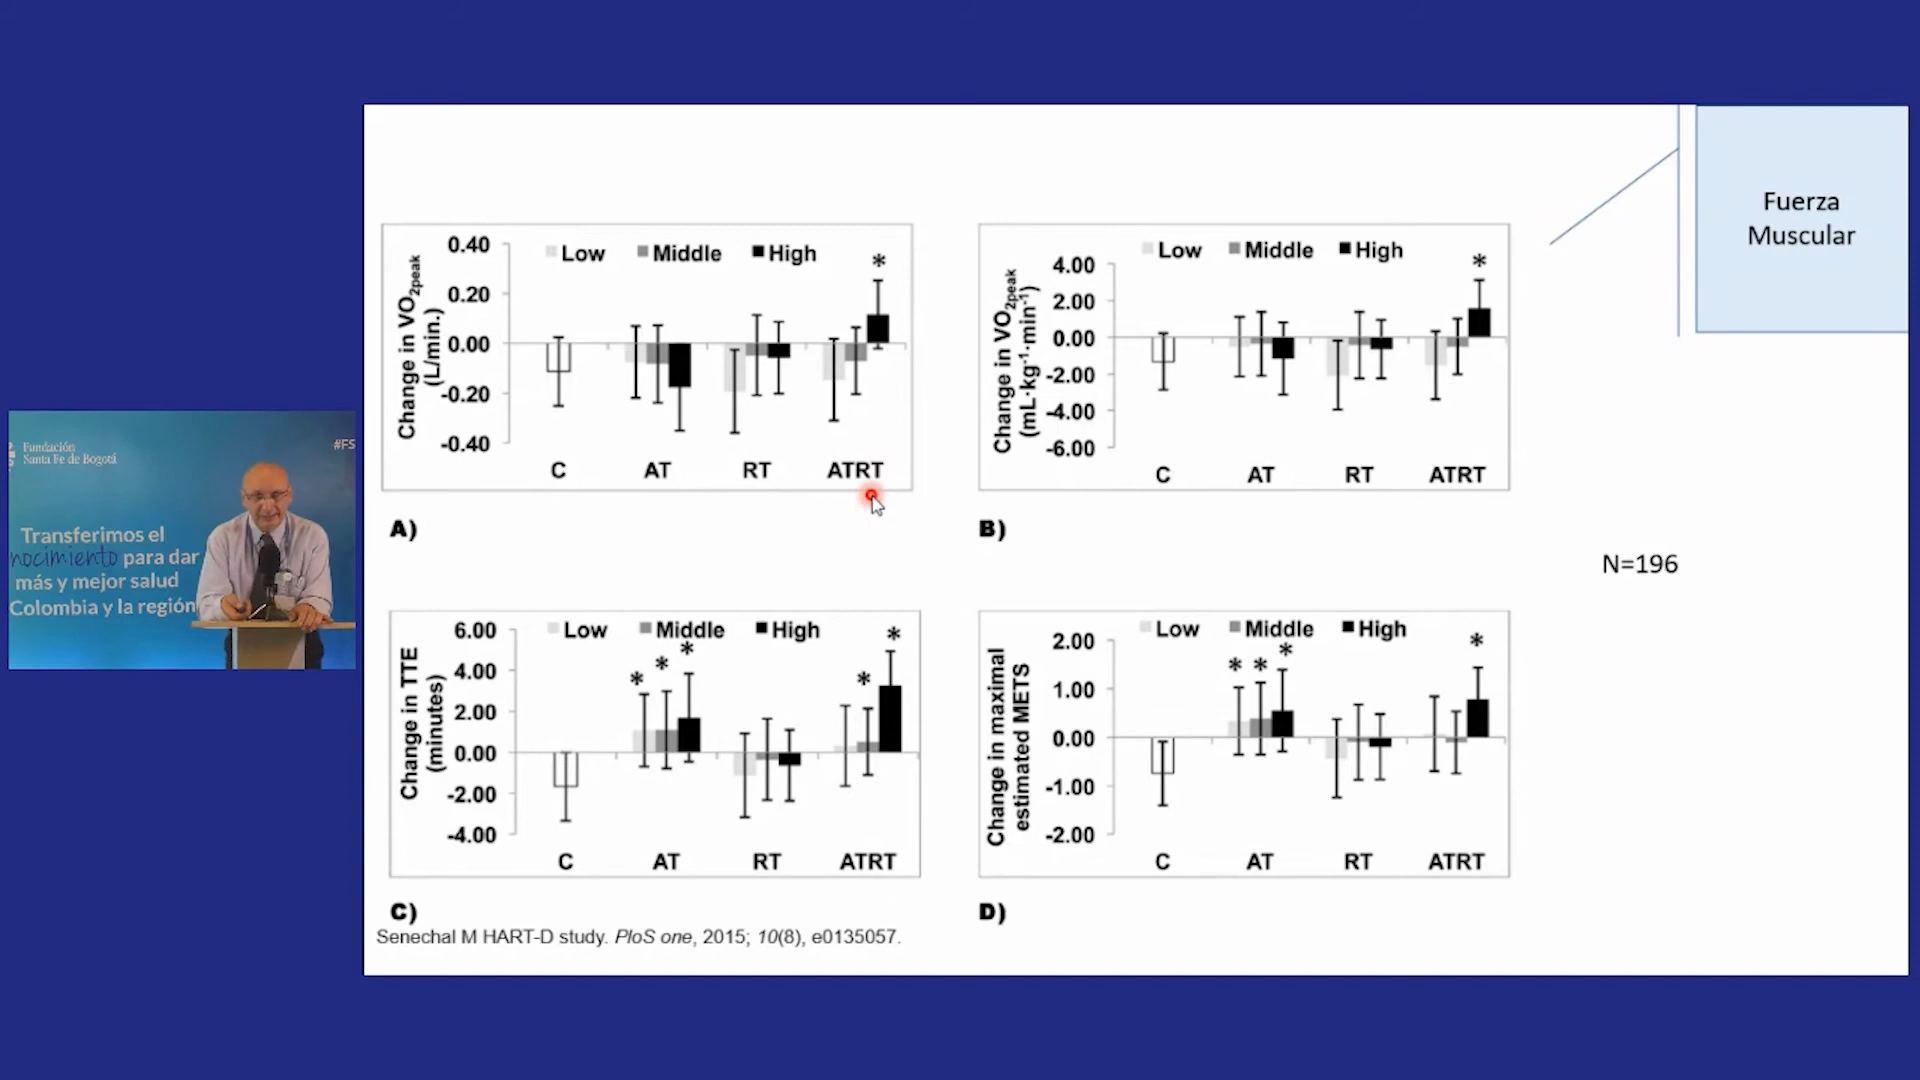 Fundación
Santa Fe de Bogotá
#FS
Transferimos el
nocimiento para dar
más y mejor salud
Colombia y la región
Fuerza
Muscular
Low Middle High
*
Change in VO2peak
(L/min.)
0.40
0.20
0.00
-0.20
-0.40
C AT RT ATRT
A)
Low Middle High
*
Change in VO2peak
(mL·kg-1·min-1)
4.00
2.00
0.00
-2.00
-4.00
-6.00
C AT RT ATRT
B)
N=196
Low Middle High
* * * * *
Change in TTE
(minutes)
6.00
4.00
2.00
0.00
-2.00
-4.00
C AT RT ATRT
C)
Low Middle High
* * * *
Change in maximal
estimated METS
2.00
1.00
0.00
-1.00
-2.00
C AT RT ATRT
D)
Senechal M HART-D study. PloS one, 2015; 10(8), e0135057.